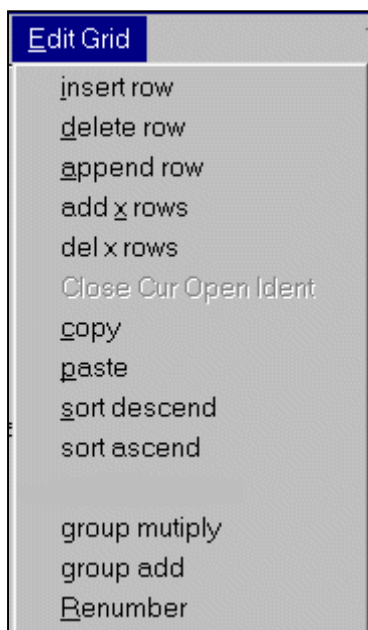 Edit Grid
insert row
delete row
append row
add x rows
del x rows
Close Cur Open Ident
copy
paste
sort descend
sort ascend
group mutiply
group add
Renumber